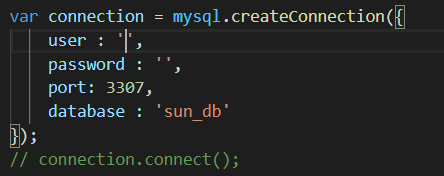 var connection = mysql.createConnection({
user : '',
password : '',
port: 3307,
database : 'sun_db'
});
// connection.connect();